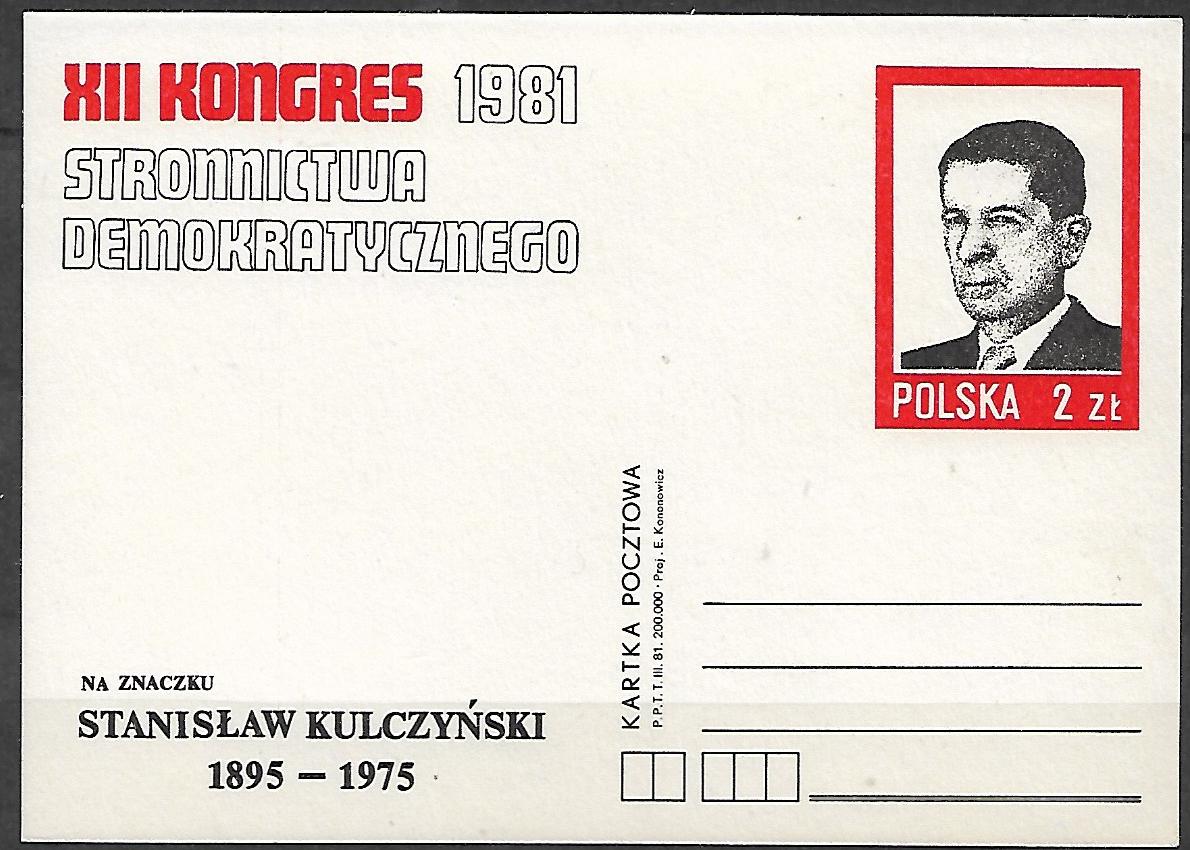 XII KONGRES 1981
STRONNICTWA
DEMOKRATYCZNEGO
POLSKA 2 ZŁ
KARTKA POCZTOWA
P.P.T.T. III. 81. 200.000 · Proj. E. Kononowicz
NA ZNACZKU
STANISŁAW KULCZYŃSKI
1895 — 1975